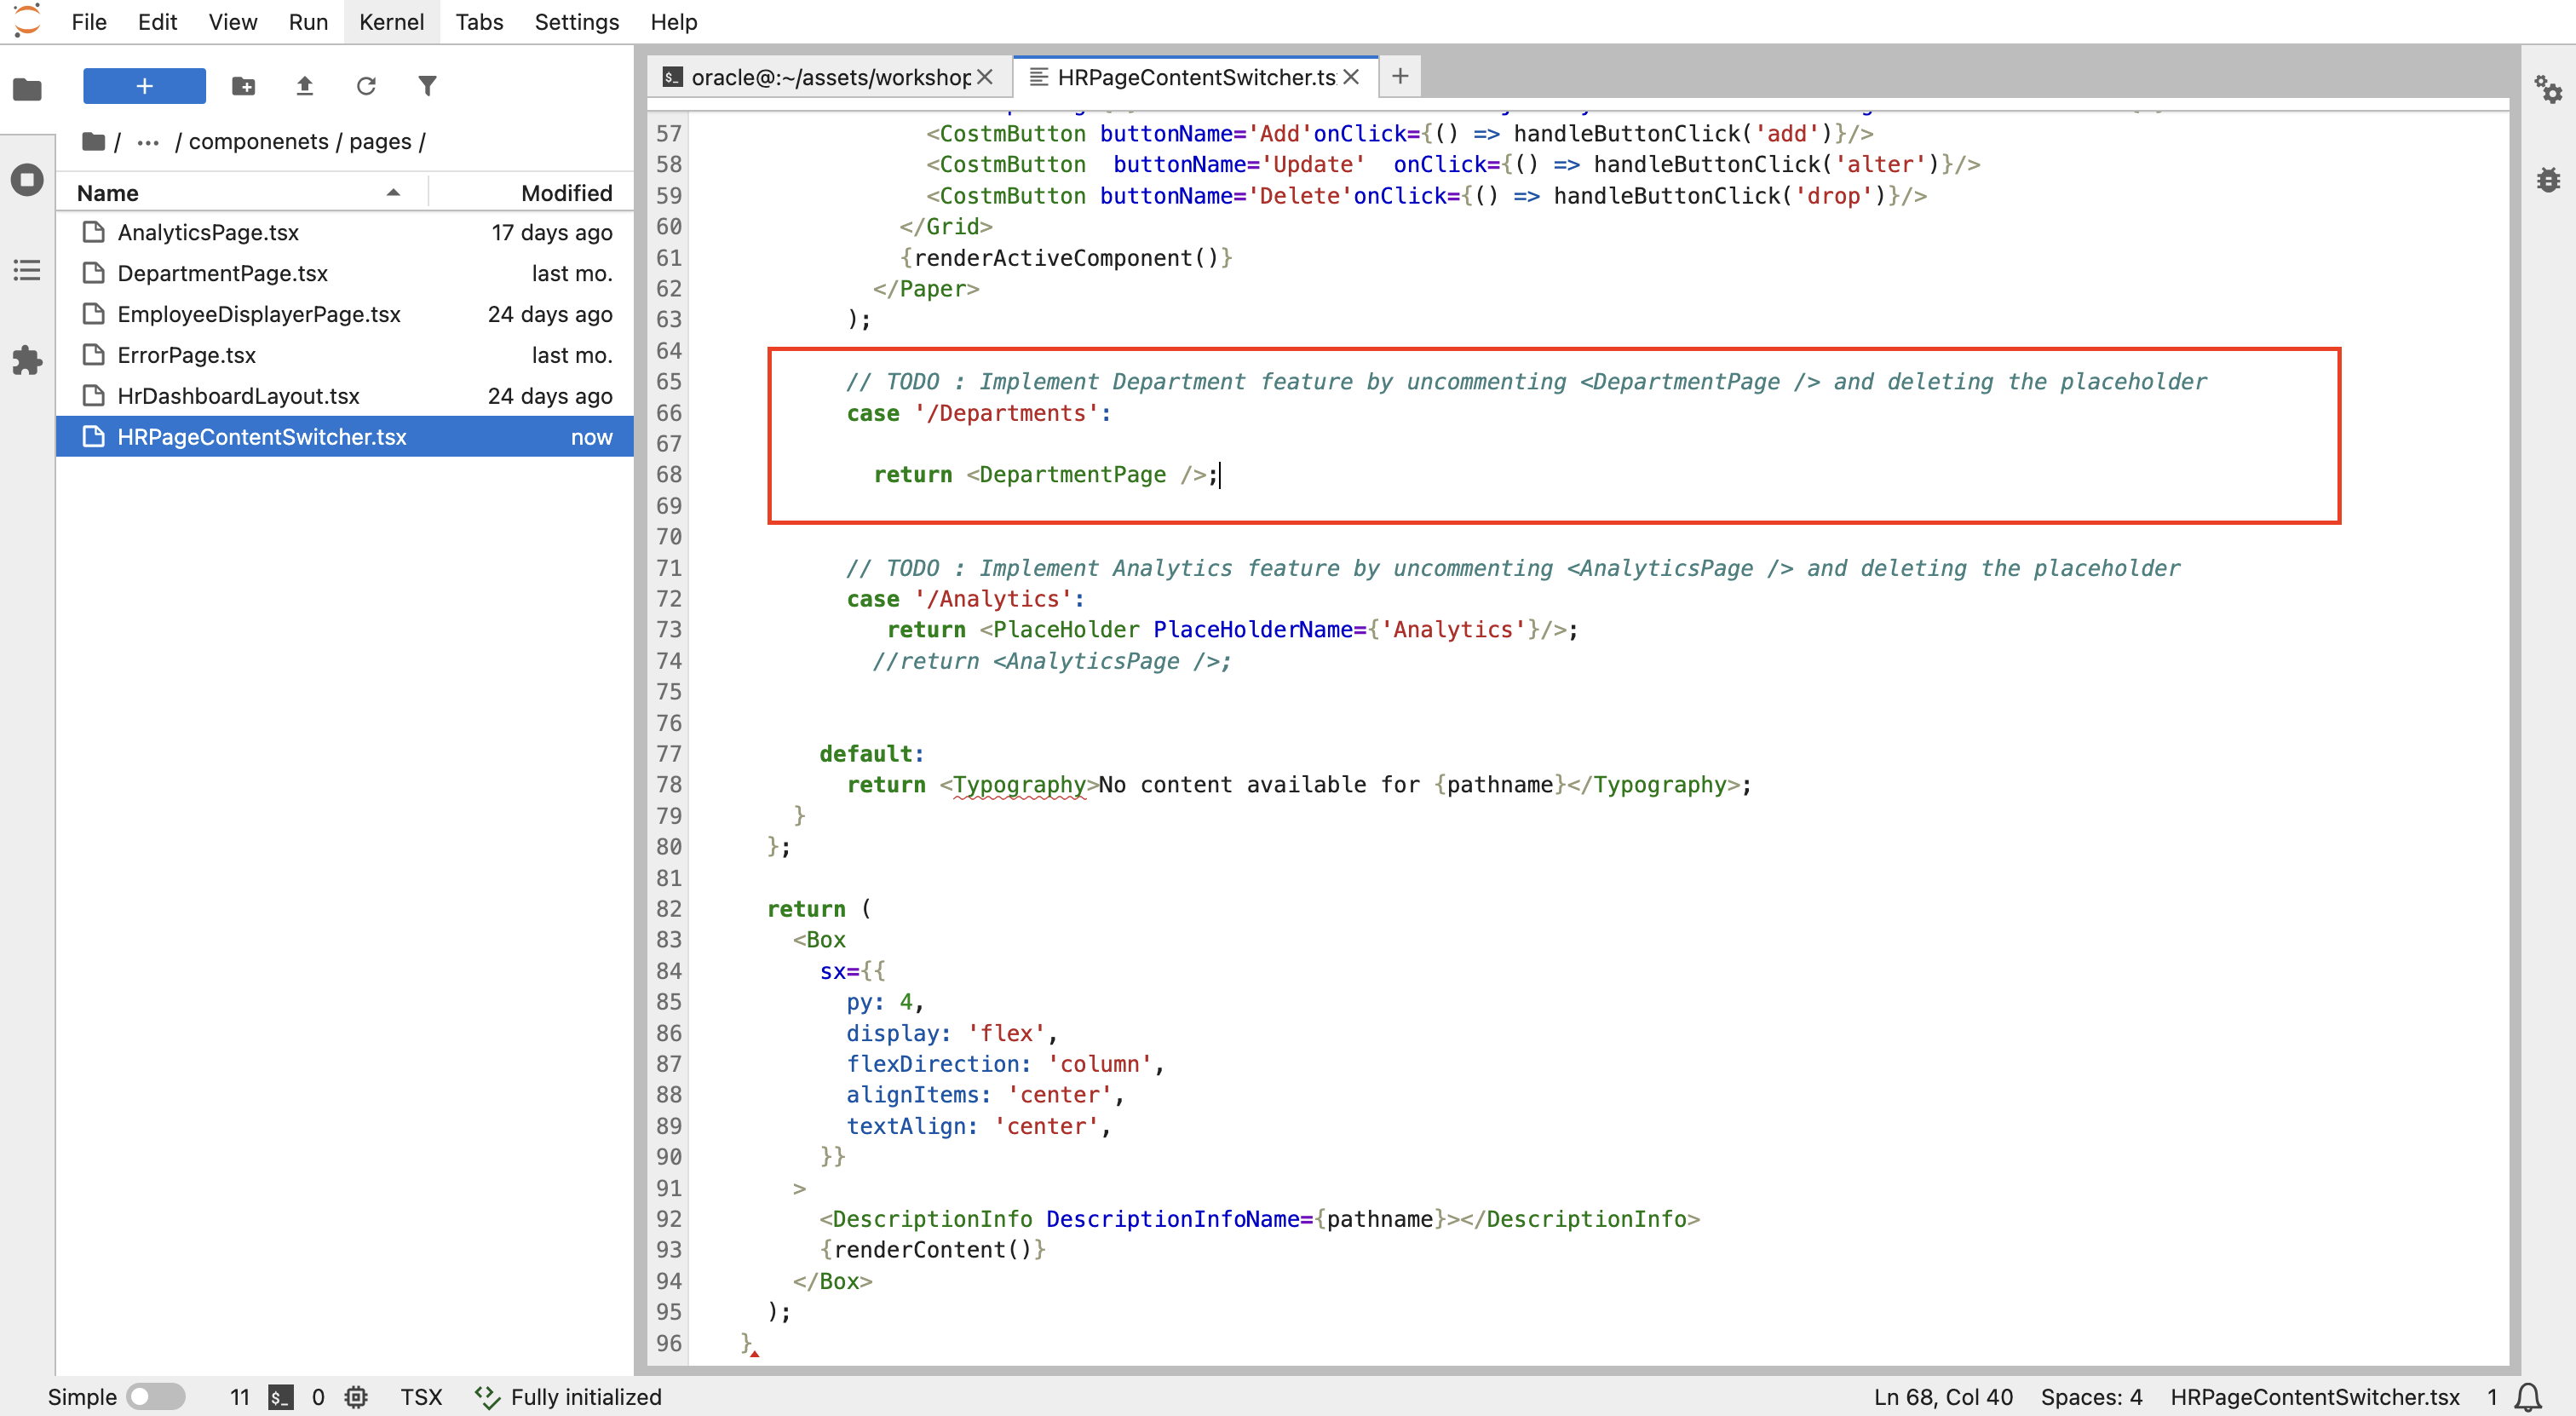 File Edit View Run Kernel Tabs Settings Help
+
/ ··· / componenets / pages /
Name Modified
AnalyticsPage.tsx 17 days ago
DepartmentPage.tsx last mo.
EmployeeDisplayerPage.tsx 24 days ago
ErrorPage.tsx last mo.
HrDashboardLayout.tsx 24 days ago
HRPageContentSwitcher.tsx now
oracle@:~/assets/workshop
HRPageContentSwitcher.ts
+
57 <CostmButton buttonName='Add'onClick={() => handleButtonClick('add')}/>
58 <CostmButton  buttonName='Update'  onClick={() => handleButtonClick('alter')}/>
59 <CostmButton buttonName='Delete'onClick={() => handleButtonClick('drop')}/>
60 </Grid>
61 {renderActiveComponent()}
62 </Paper>
63 );
64
65 // TODO : Implement Department feature by uncommenting <DepartmentPage /> and deleting the placeholder
66 case '/Departments':
67
68 return <DepartmentPage />;
69
70
71 // TODO : Implement Analytics feature by uncommenting <AnalyticsPage /> and deleting the placeholder
72 case '/Analytics':
73 return <PlaceHolder PlaceHolderName={'Analytics'}/>;
74 //return <AnalyticsPage />;
75
76
77 default:
78 return <Typography>No content available for {pathname}</Typography>;
79 }
80 };
81
82 return (
83 <Box
84 sx={{
85 py: 4,
86 display: 'flex',
87 flexDirection: 'column',
88 alignItems: 'center',
89 textAlign: 'center',
90 }}
91 >
92 <DescriptionInfo DescriptionInfoName={pathname}></DescriptionInfo>
93 {renderContent()}
94 </Box>
95 );
96 }
Simple 11 $_ 0 TSX Fully initialized Ln 68, Col 40 Spaces: 4 HRPageContentSwitcher.tsx 1